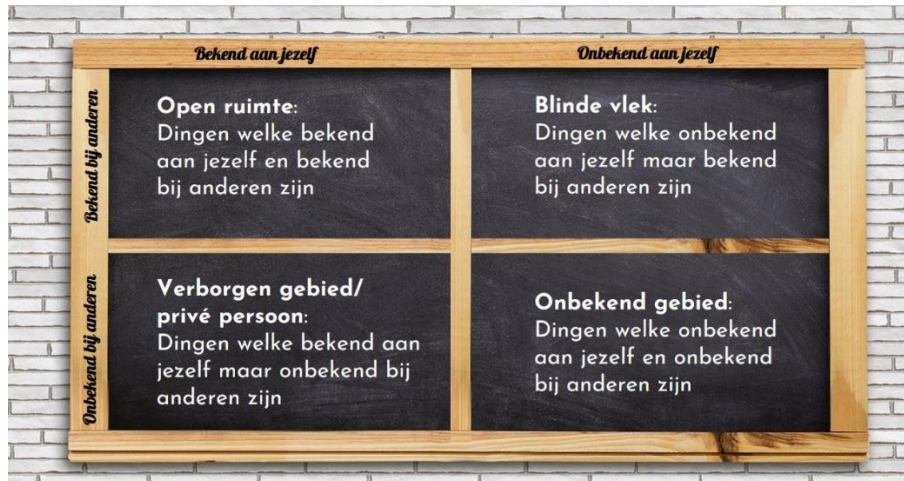 Bekend aan jezelf
Onbekend aan jezelf
Bekend bij anderen
Open ruimte:
Dingen welke bekend
aan jezelf en bekend
bij anderen zijn
Blinde vlek:
Dingen welke onbekend
aan jezelf maar bekend
bij anderen zijn
Onbekend bij anderen
Verborgen gebied/
privé persoon:
Dingen welke bekend aan
jezelf maar onbekend bij
anderen zijn
Onbekend gebied:
Dingen welke onbekend
aan jezelf en onbekend
bij anderen zijn